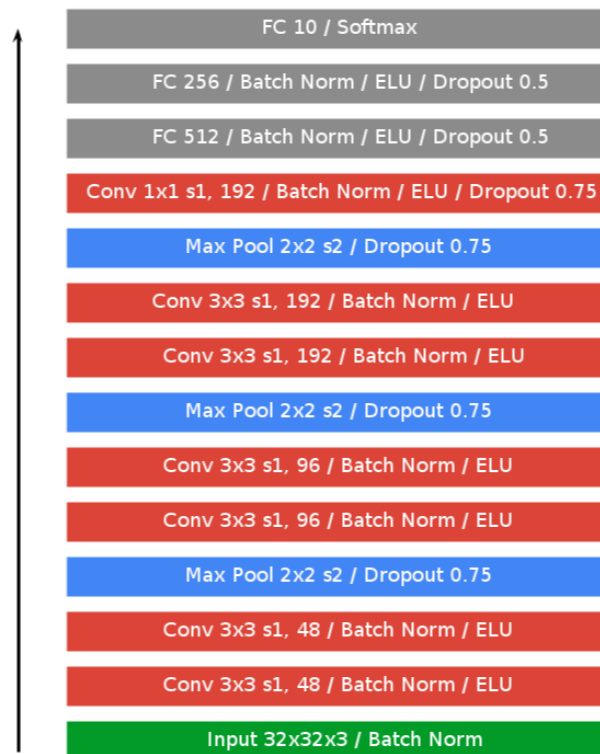 FC 10 / Softmax
FC 256 / Batch Norm / ELU / Dropout 0.5
FC 512 / Batch Norm / ELU / Dropout 0.5
Conv 1x1 s1, 192 / Batch Norm / ELU / Dropout 0.75
Max Pool 2x2 s2 / Dropout 0.75
Conv 3x3 s1, 192 / Batch Norm / ELU
Conv 3x3 s1, 192 / Batch Norm / ELU
Max Pool 2x2 s2 / Dropout 0.75
Conv 3x3 s1, 96 / Batch Norm / ELU
Conv 3x3 s1, 96 / Batch Norm / ELU
Max Pool 2x2 s2 / Dropout 0.75
Conv 3x3 s1, 48 / Batch Norm / ELU
Conv 3x3 s1, 48 / Batch Norm / ELU
Input 32x32x3 / Batch Norm